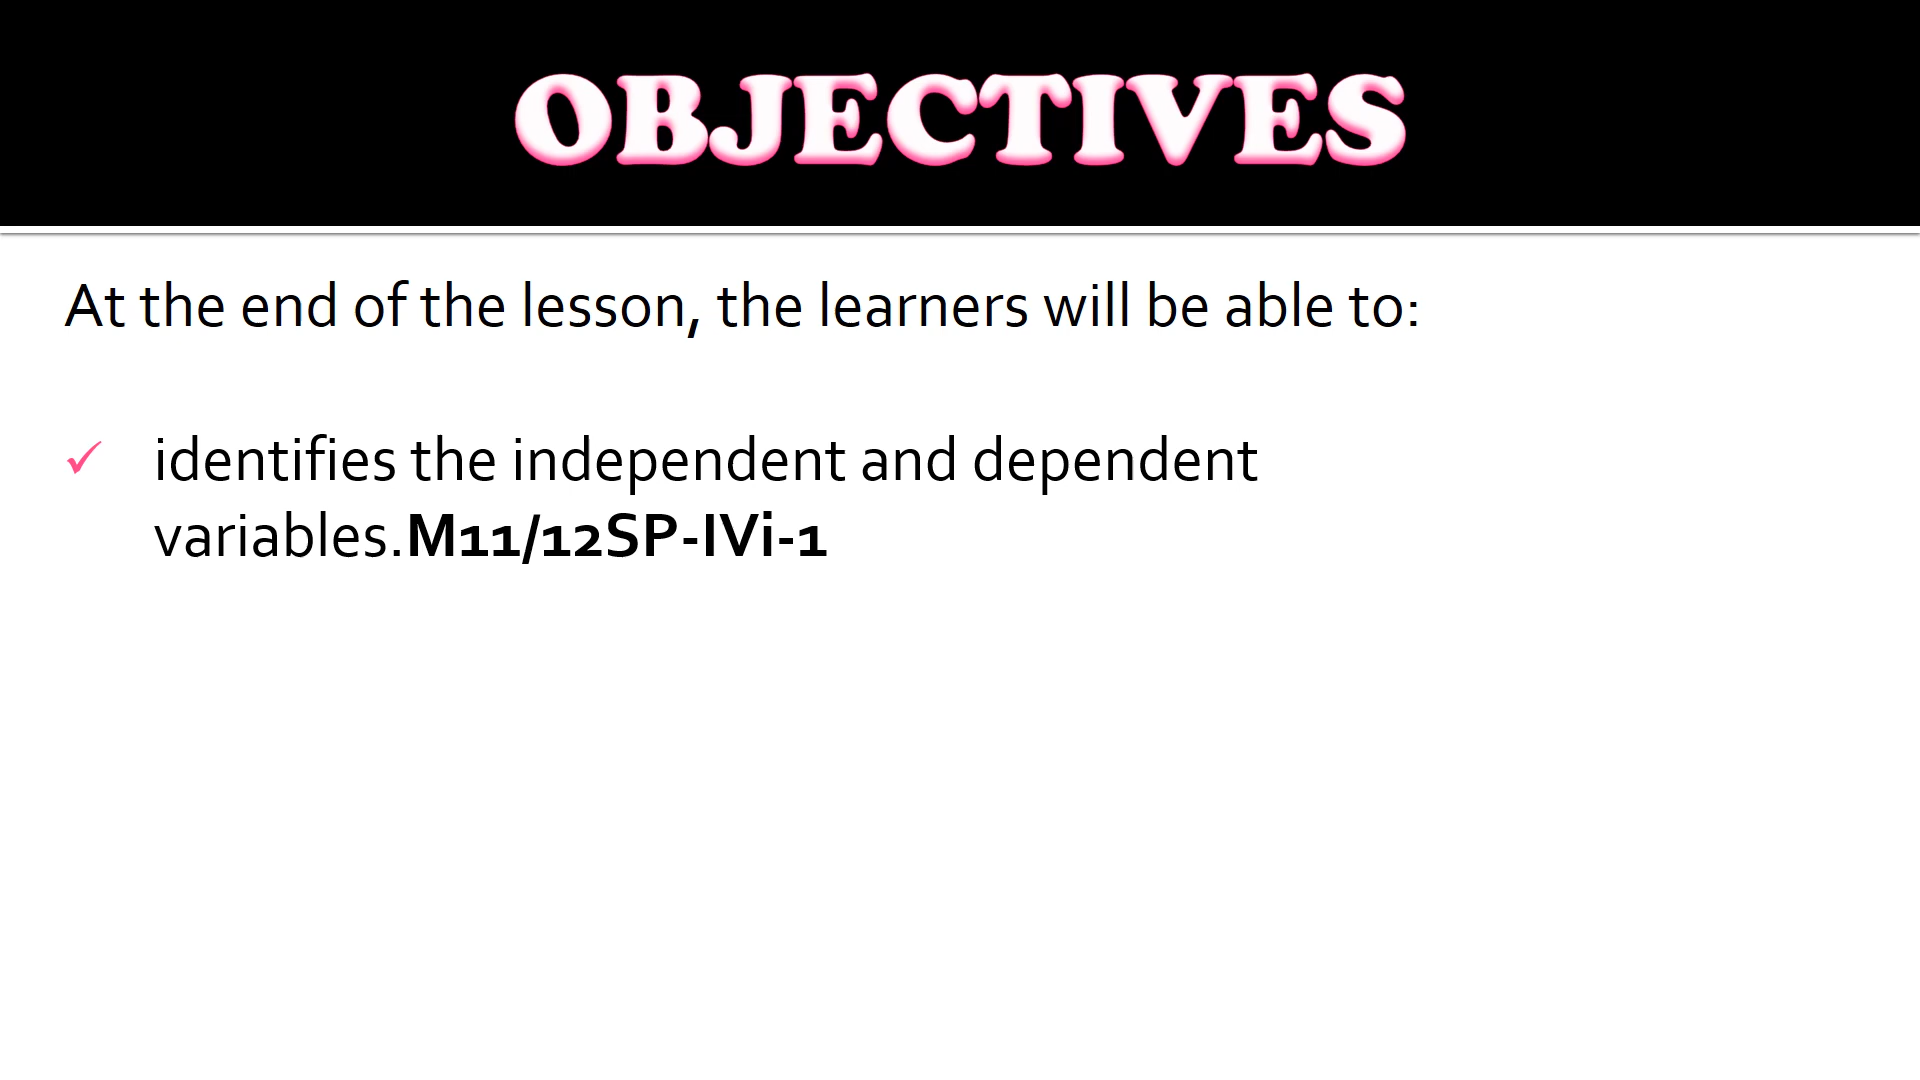 OBJECTIVES
At the end of the lesson, the learners will be able to:
✓ identifies the independent and dependent
variables.M11/12SP-IVi-1